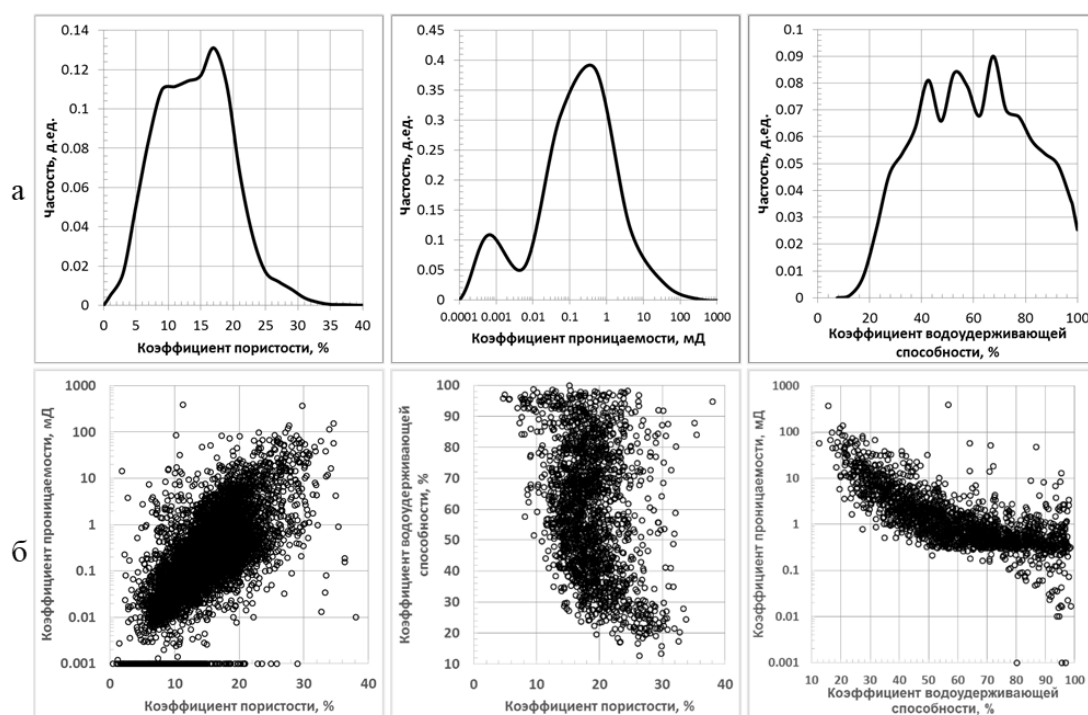 а
Частость, д.ед.
0.14
0.12
0.1
0.08
0.06
0.04
0.02
0
0 5 10 15 20 25 30 35 40
Коэффициент пористости, %
Частость, д.ед.
0.45
0.4
0.35
0.3
0.25
0.2
0.15
0.1
0.05
0
0.0001 0.001 0.01 0.1 1 10 100 1000
Коэффициент проницаемости, мД
Частость, д.ед.
0.1
0.09
0.08
0.07
0.06
0.05
0.04
0.03
0.02
0.01
0
0 20 40 60 80 100
Коэффициент водоудерживающей
способности, %
б
Коэффициент проницаемости, мД
1000
100
10
1
0.1
0.01
0.001
0 10 20 30 40
Коэффициент пористости, %
Коэффициент водоудерживающей
способности, %
100
90
80
70
60
50
40
30
20
10
0 10 20 30 40
Коэффициент пористости, %
Коэффициент проницаемости, мД
1000
100
10
1
0.1
0.01
0.001
10 20 30 40 50 60 70 80 90 100
Коэффициент водоудерживающей
способности, %